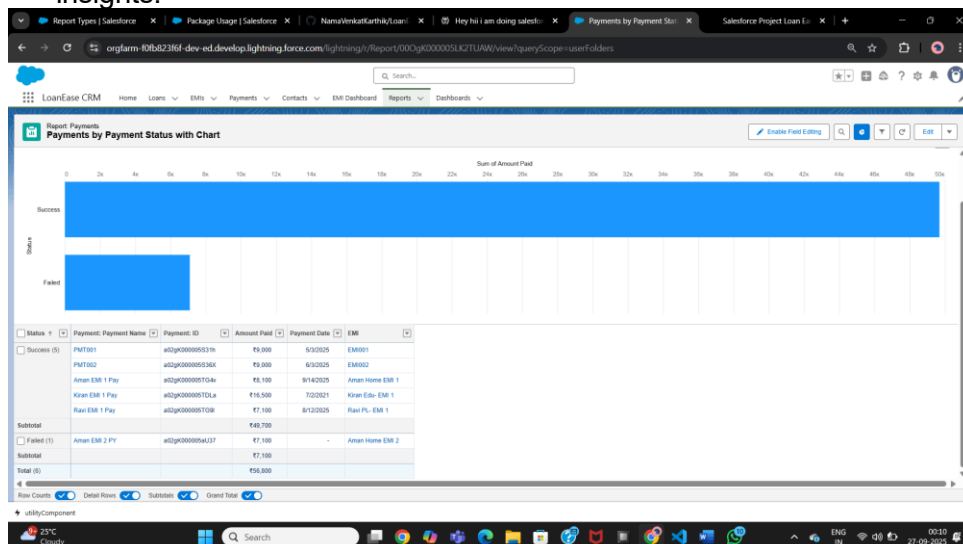 insights.
Report Types | Salesforce
Package Usage | Salesforce
NamaVenkatKarthik/LoanE
Hey hii i am doing salesfor
Payments by Payment Stat
Salesforce Project Loan Ea
orgfarm-f0fb823f6f-dev-ed.develop.lightning.force.com/lightning/r/Report/00OgK000005LK2TUAW/view?queryScope=userFolders
Search...
LoanEase CRM Home Loans EMIs Payments Contacts EMI Dashboard Reports Dashboards
Report: Payments
Payments by Payment Status with Chart
Enable Field Editing
Edit
Sum of Amount Paid
0 2k 4k 6k 8k 10k 12k 14k 16k 18k 20k 22k 24k 26k 28k 30k 32k 34k 36k 38k 40k 42k 44k 46k 48k 50k
Success
Status
Failed
Status ↑ Payment: Payment Name Payment: ID Amount Paid Payment Date EMI
Success (5) PMT001 a02gK000005S31h ₹9,000 5/3/2025 EMI001
PMT002 a02gK000005S36X ₹9,000 6/3/2025 EMI002
Aman EMI 1 Pay a02gK000005TG4v ₹8,100 9/14/2025 Aman Home EMI 1
Kiran EMI 1 Pay a02gK000005TDLa ₹16,500 7/2/2021 Kiran Edu- EMI 1
Ravi EMI 1 Pay ₹7,100 8/12/2025 Ravi PL- EMI 1
Subtotal ₹49,700
Failed (1) Aman EMI 2 PY a02gK000005aU37 ₹7,100 - Aman Home EMI 2
Subtotal ₹7,100
Total (6) ₹56,800
Row Counts Detail Rows Subtotals Grand Total
utilityComponent
25°C
Cloudy
Search
ENG
IN
00:10
27-09-2025